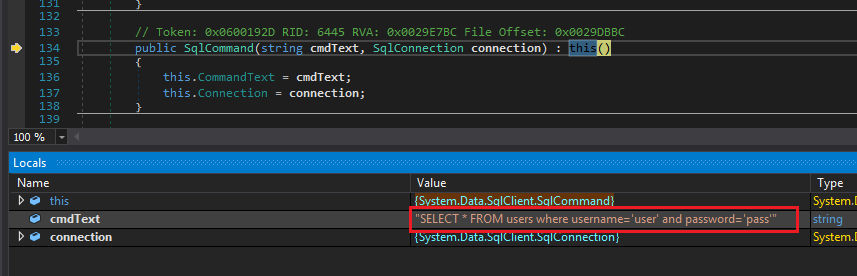 131 }
132
133 // Token: 0x0600192D RID: 6445 RVA: 0x0029E7BC File Offset: 0x0029DBBC
134 public SqlCommand(string cmdText, SqlConnection connection) : this()
135 {
136 this.CommandText = cmdText;
137 this.Connection = connection;
138 }
139
100 %
Locals
Name Value Type
this {System.Data.SqlClient.SqlCommand} System.D
cmdText "SELECT * FROM users where username='user' and password='pass'" string
connection {System.Data.SqlClient.SqlConnection} System.D